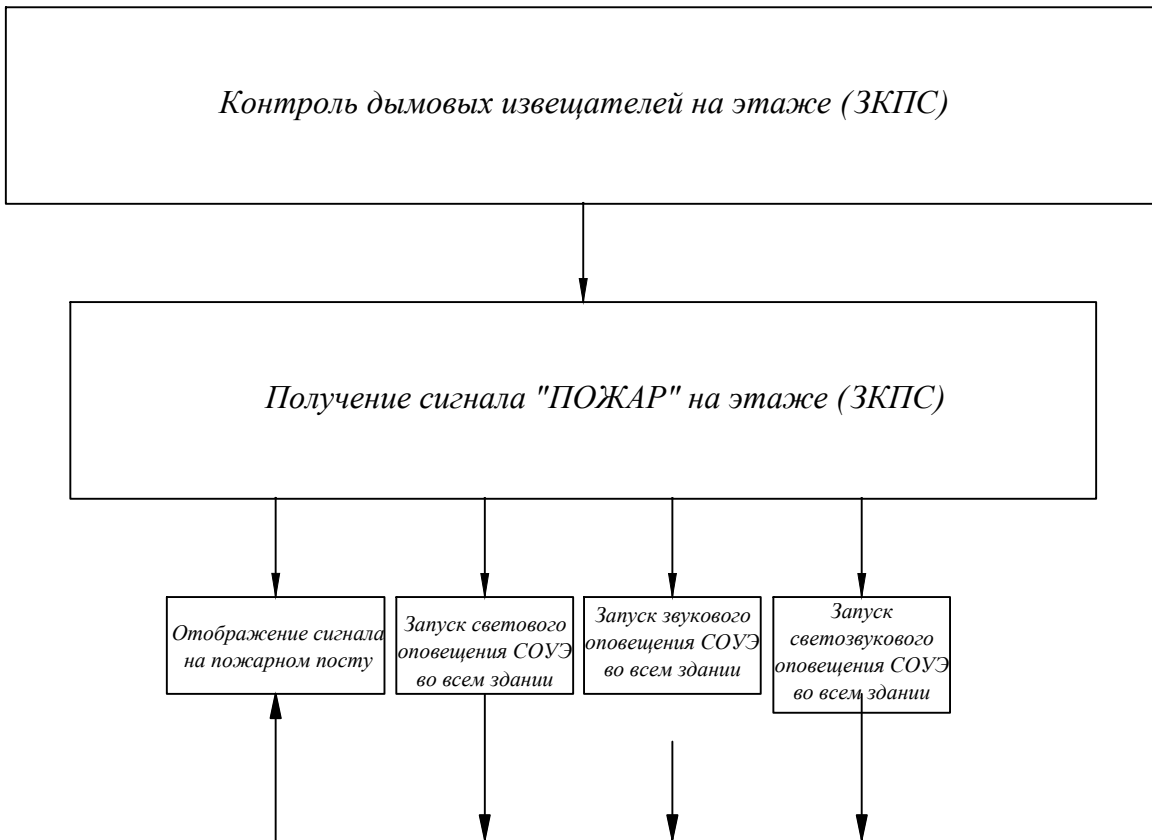 Контроль дымовых извещателей на этаже (ЗКПС)
Получение сигнала "ПОЖАР" на этаже (ЗКПС)
Отображение сигнала
на пожарном посту
Запуск светового
оповещения СОУЭ
во всем здании
Запуск звукового
оповещения СОУЭ
во всем здании
Запуск
светозвукового
оповещения СОУЭ
во всем здании